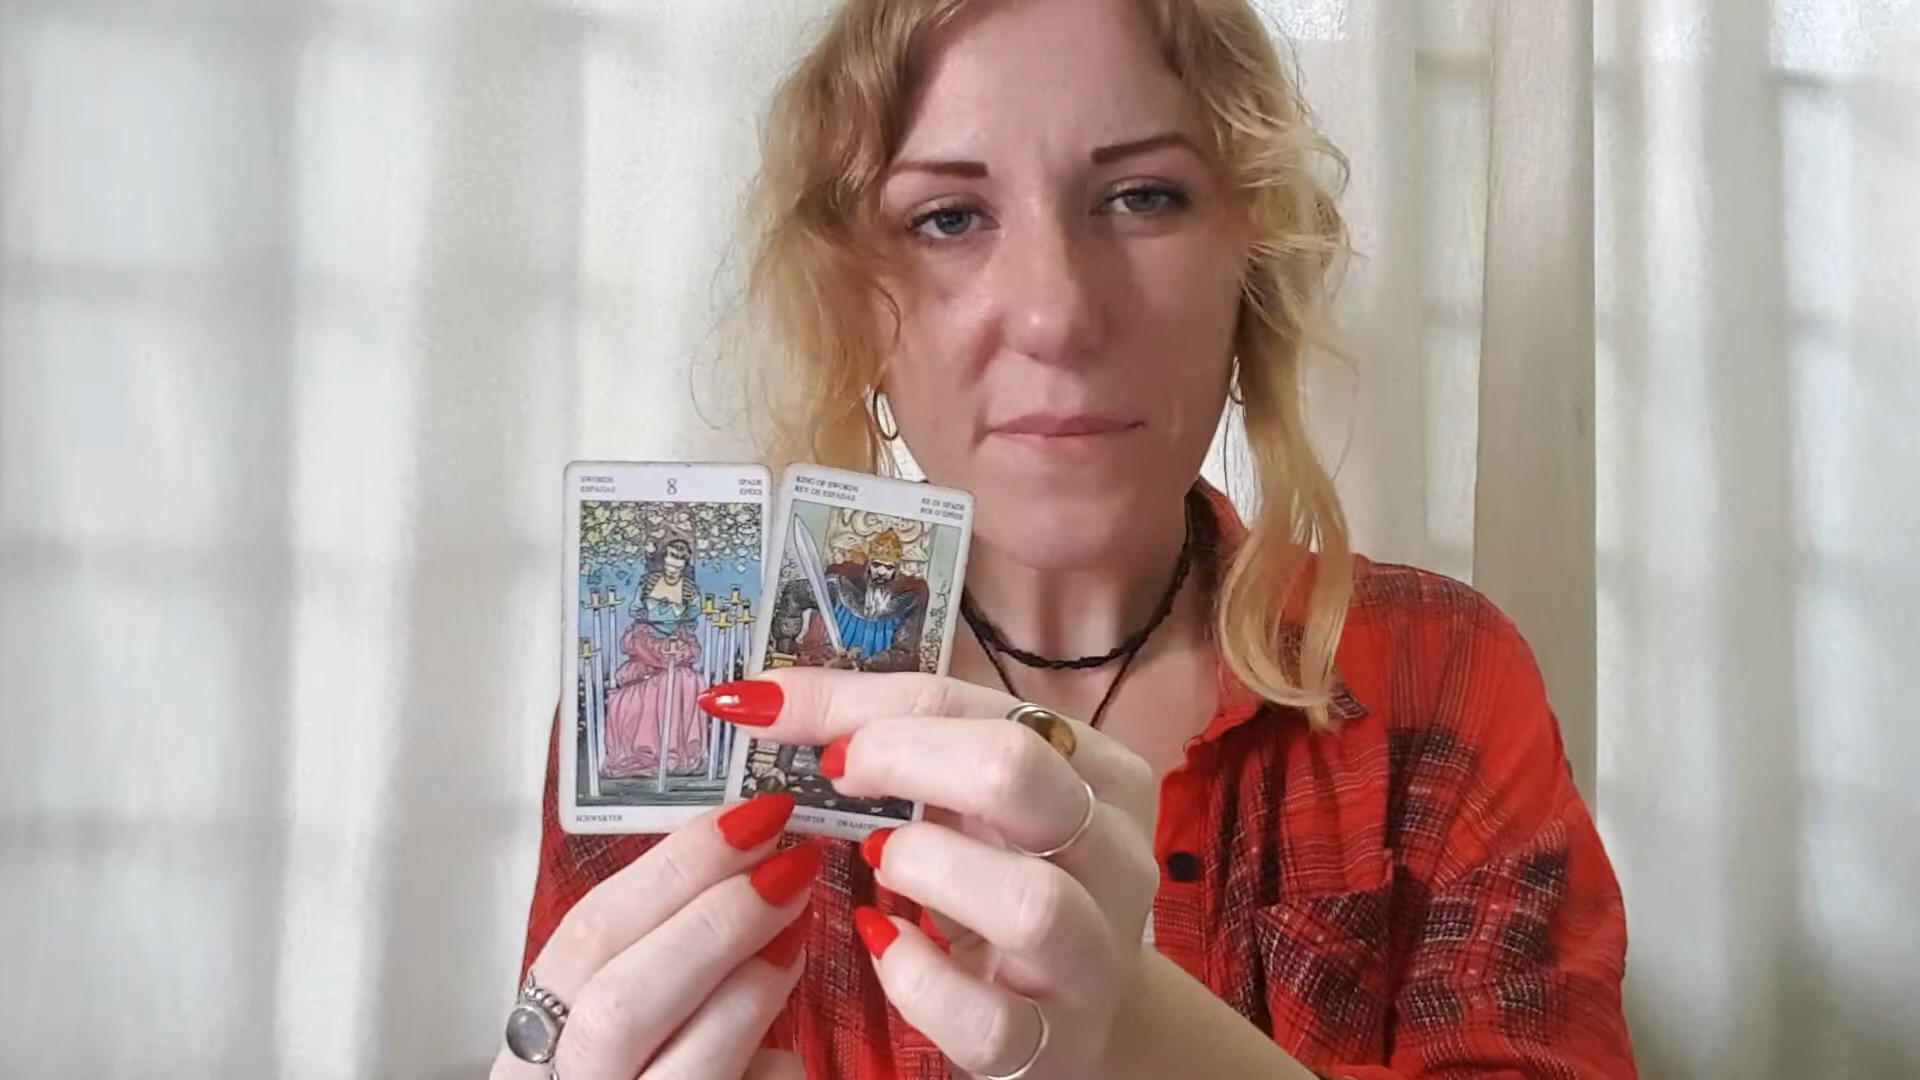 SWORDS
ESPADAS
8
SPADE
EPÉES
SCHWERTER
KING OF SWORDS
REY DE ESPADAS
RE DI SPADE
ROI D'EPÉES